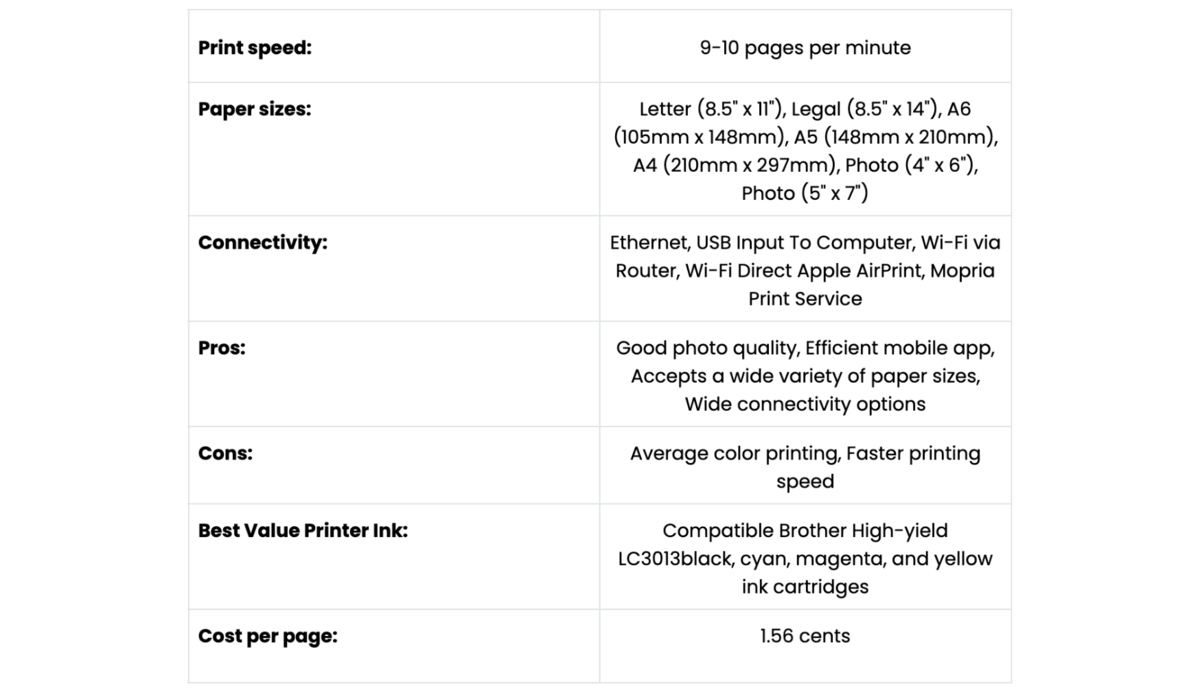 Print speed:
9-10 pages per minute
Paper sizes:
Letter (8.5" x 11"), Legal (8.5" x 14"), A6
(105mm x 148mm), A5 (148mm x 210mm),
A4 (210mm x 297mm), Photo (4" x 6"),
Photo (5" x 7")
Connectivity:
Ethernet, USB Input To Computer, Wi-Fi via
Router, Wi-Fi Direct Apple AirPrint, Mopria
Print Service
Pros:
Good photo quality, Efficient mobile app,
Accepts a wide variety of paper sizes,
Wide connectivity options
Cons:
Average color printing, Faster printing
speed
Best Value Printer Ink:
Compatible Brother High-yield
LC3013black, cyan, magenta, and yellow
ink cartridges
Cost per page:
1.56 cents